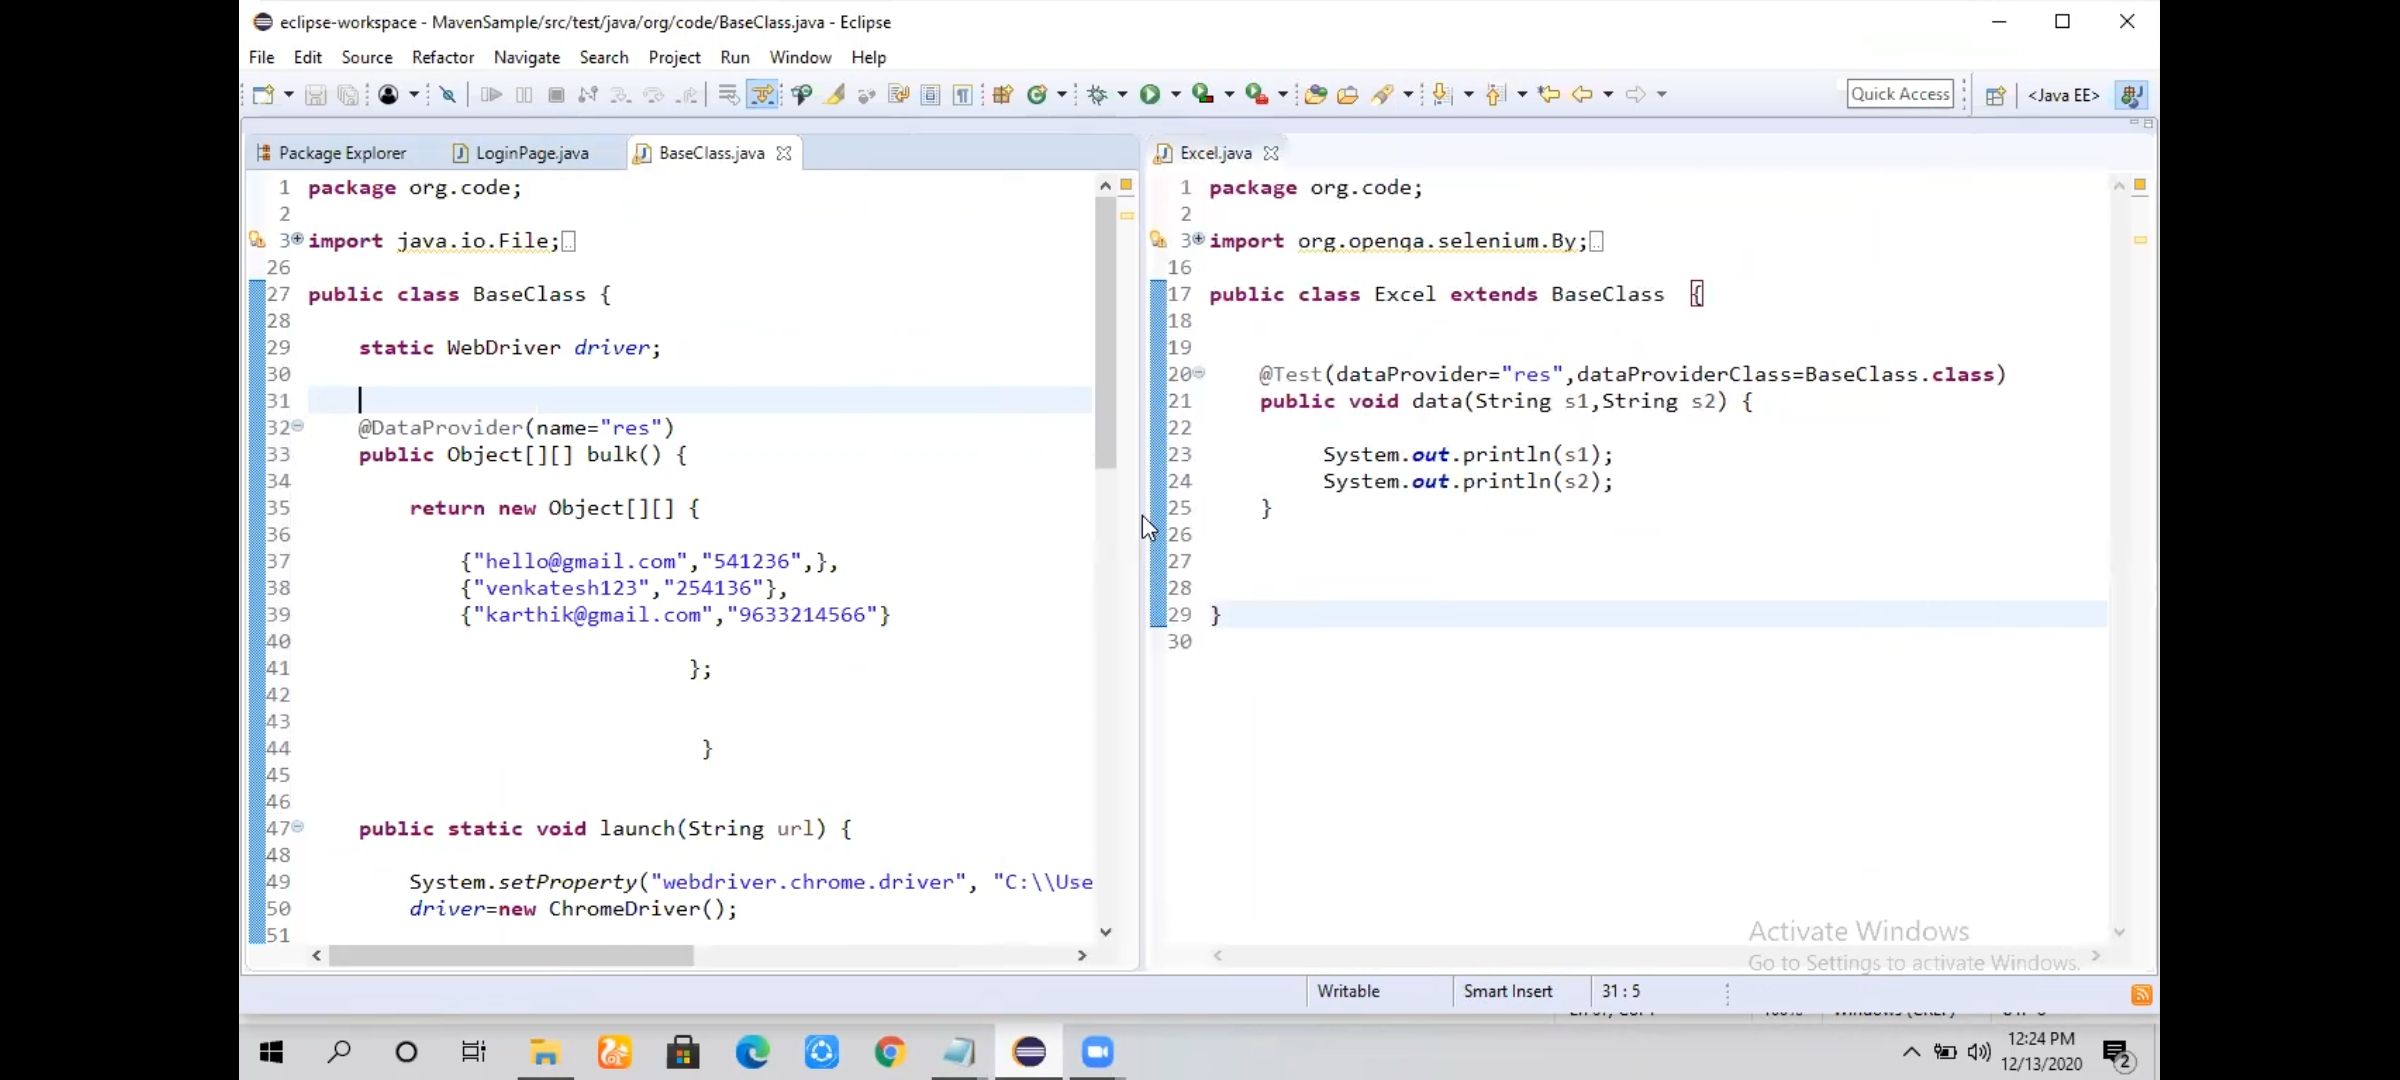 eclipse-workspace - MavenSample/src/test/java/org/code/BaseClass.java - Eclipse
File Edit Source Refactor Navigate Search Project Run Window Help
Quick Access <Java EE>
Package Explorer LoginPage.java BaseClass.java
1 package org.code;
2
3 import java.io.File;
26
27 public class BaseClass {
28
29 static WebDriver driver;
30
31
32 @DataProvider(name="res")
33 public Object[][] bulk() {
34
35 return new Object[][] {
36
37 {"hello@gmail.com","541236",},
38 {"venkatesh123","254136"},
39 {"karthik@gmail.com","9633214566"}
40
41 };
42
43
44 }
45
46
47 public static void launch(String url) {
48
49 System.setProperty("webdriver.chrome.driver", "C:\\Use
50 driver=new ChromeDriver();
51
Excel.java
1 package org.code;
2
3 import org.openqa.selenium.By;
16
17 public class Excel extends BaseClass {
18
19
20 @Test(dataProvider="res",dataProviderClass=BaseClass.class)
21 public void data(String s1,String s2) {
22
23 System.out.println(s1);
24 System.out.println(s2);
25 }
26
27
28
29 }
30
Activate Windows
Go to Settings to activate Windows.
Writable Smart Insert 31 : 5
12:24 PM
12/13/2020
2